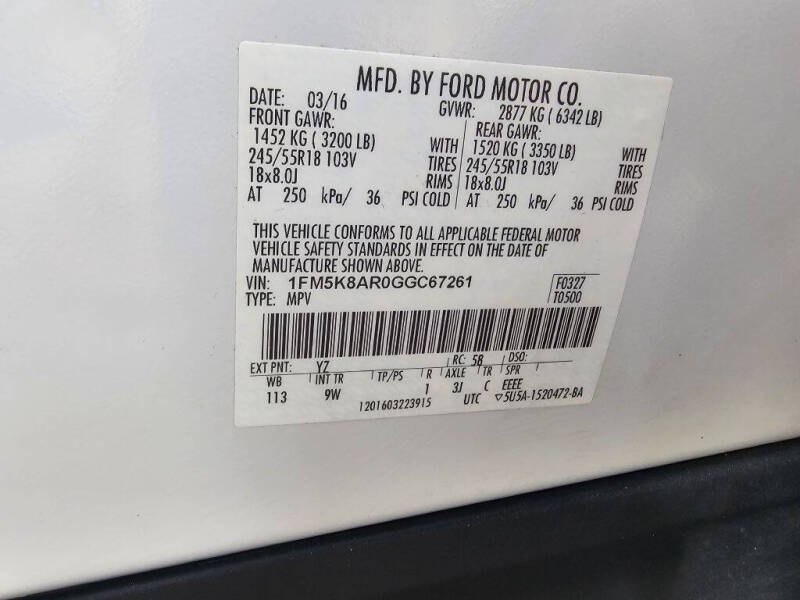 MFD. BY FORD MOTOR CO.
DATE: 03/16 GVWR: 2877 KG ( 6342 LB)
FRONT GAWR: REAR GAWR:
1452 KG ( 3200 LB) WITH 1520 KG ( 3350 LB) WITH
245/55R18 103V TIRES 245/55R18 103V TIRES
18x8.0J RIMS 18x8.0J RIMS
AT 250 kPa/ 36 PSI COLD AT 250 kPa/ 36 PSI COLD
THIS VEHICLE CONFORMS TO ALL APPLICABLE FEDERAL MOTOR
VEHICLE SAFETY STANDARDS IN EFFECT ON THE DATE OF
MANUFACTURE SHOWN ABOVE.
VIN: 1FM5K8AR0GGC67261 F0327
TYPE: MPV T0500
EXT PNT: YZ RC: 58 DSO:
WB INT TR TP/PS R AXLE TR SPR
113 9W 1 3J C EEEE
1201603223915 UTC ▽5U5A-1520472-BA